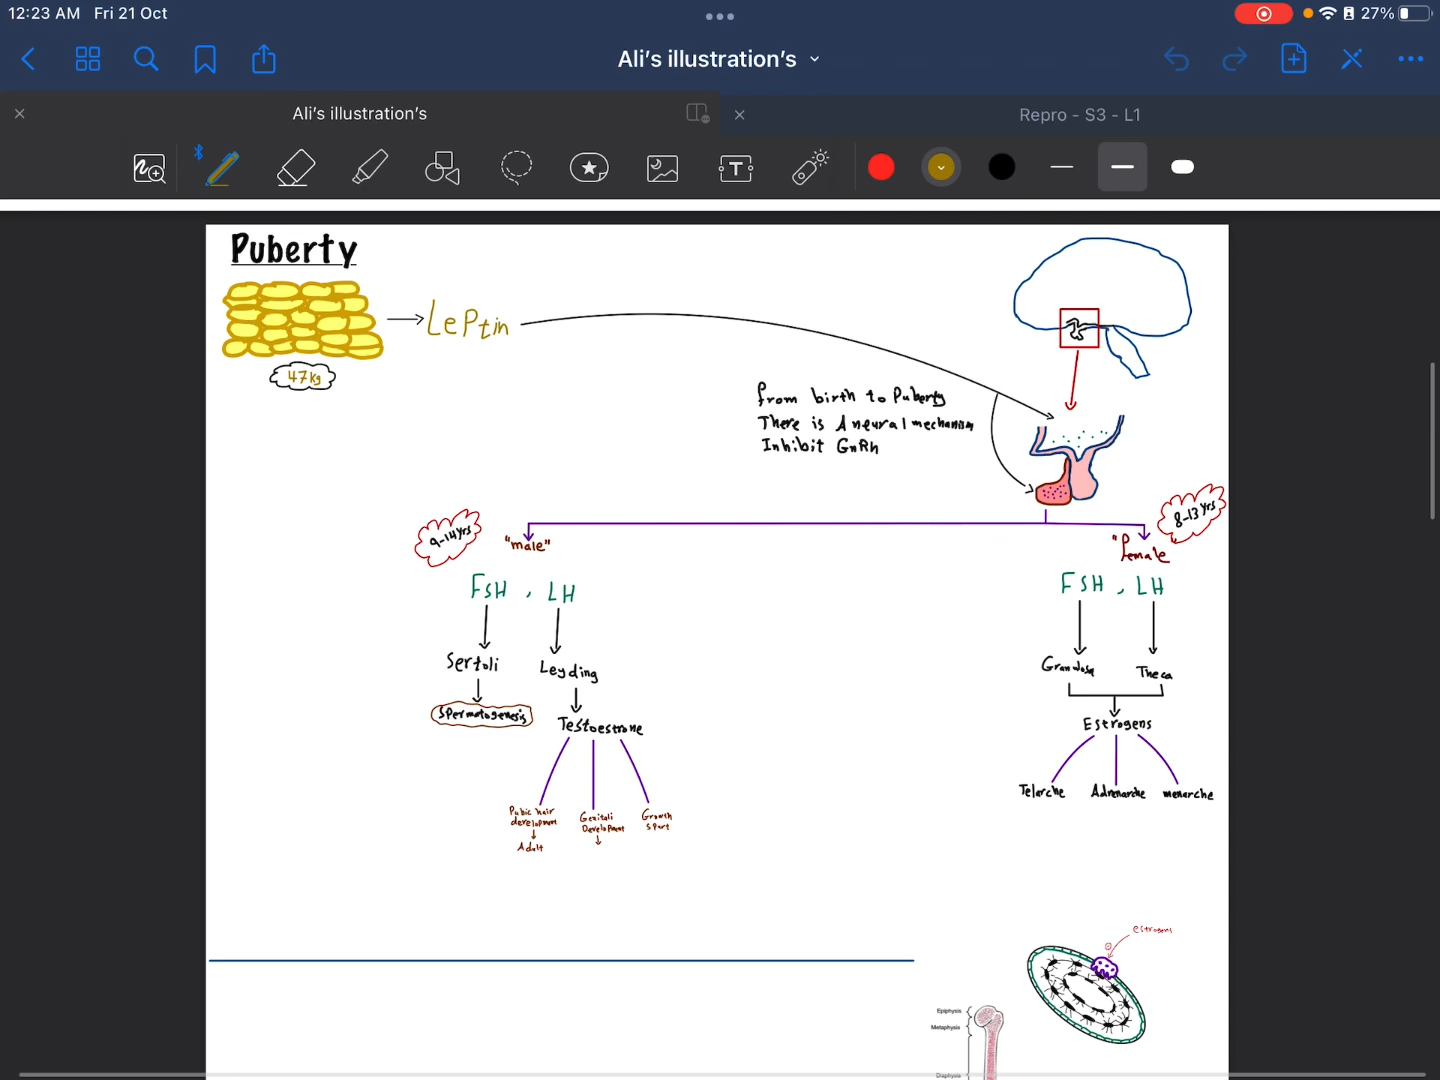 12:23 AM Fri 21 Oct
27%
Ali's illustration's
Ali's illustration's
Repro - S3 - L1
T
Puberty
LePtin
47kg
from birth to Puberty
There is A neural mechanism
Inhibit GnRh
9-14yrs
"male"
8-13 yrs
"female
FSH , LH
FSH , LH
Sertoli
Leyding
Granulosa
Theca
Spermatogenesis
Testoestrone
Estrogens
Telarche
Adrenarche
menarche
Pubic hair
development
Adult
Genitali
DeveloPment
Growth
SPurt
estrogens
Epiphysis
Metaphysis
Diaphysis